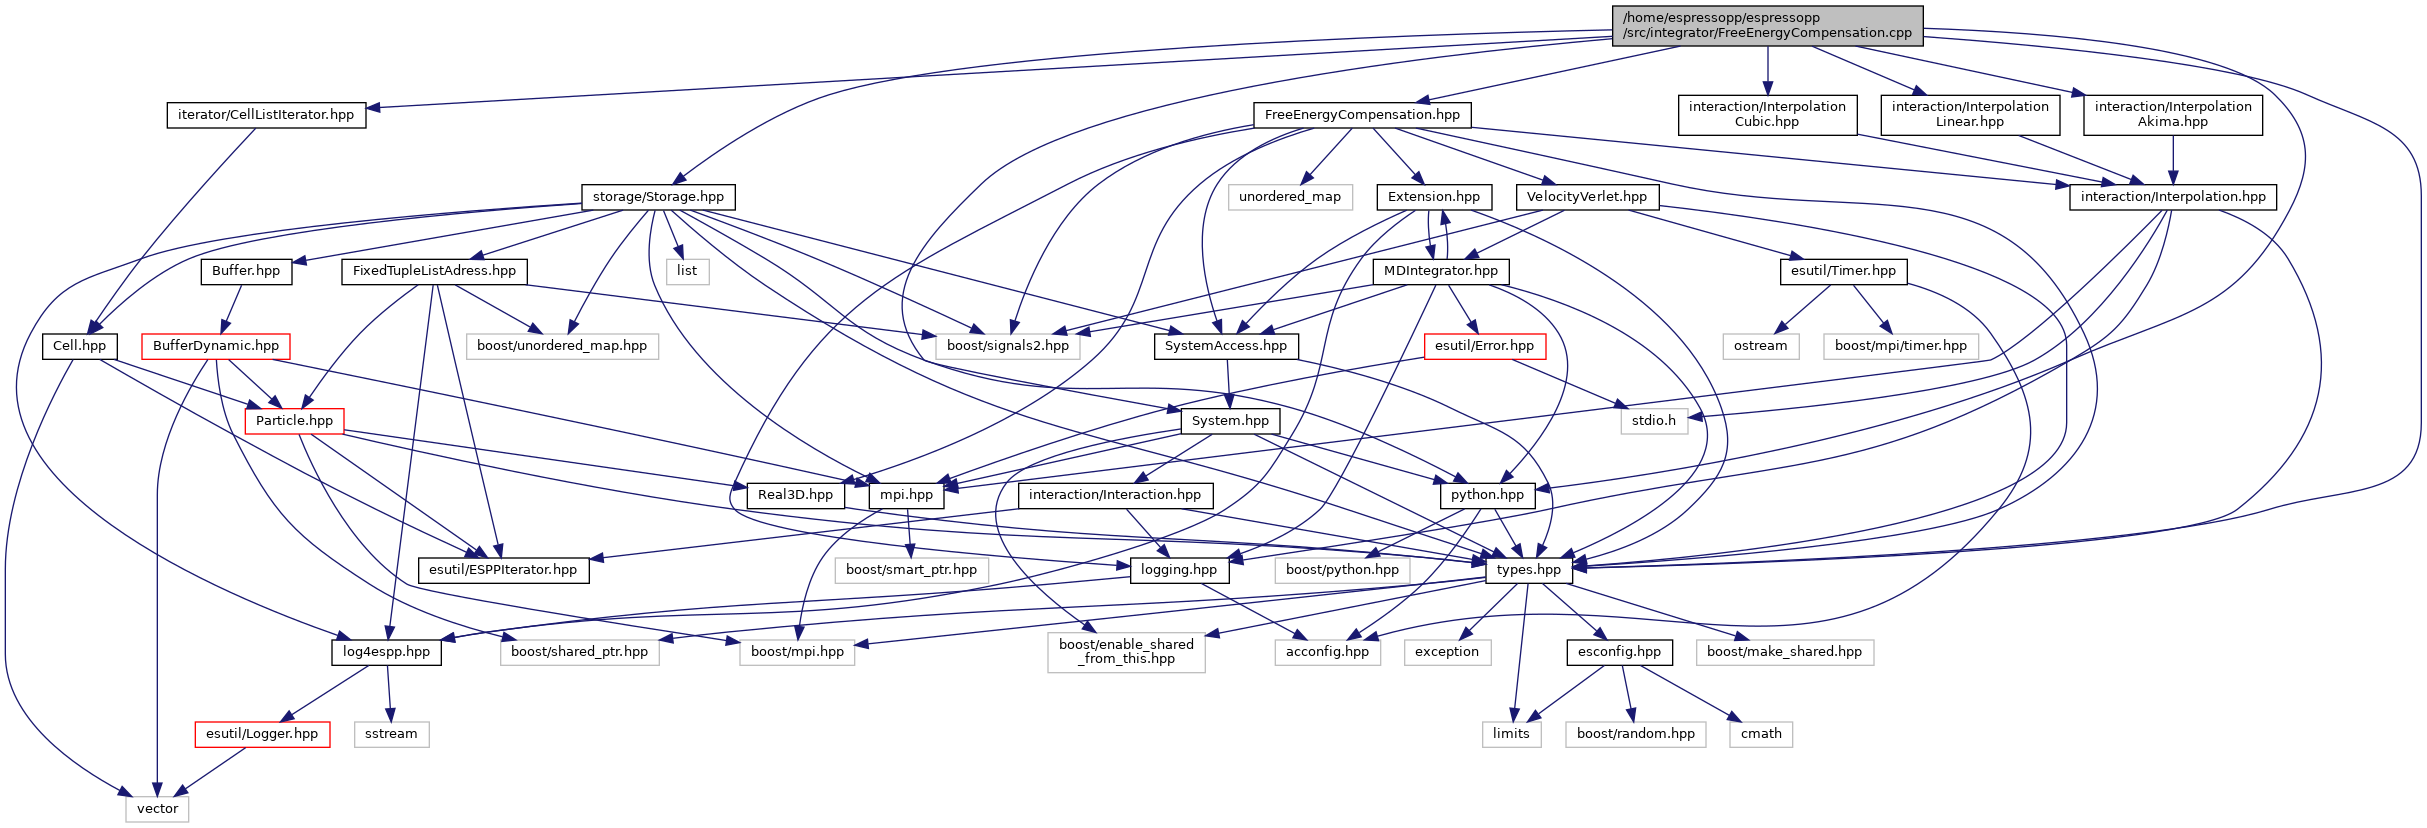 /home/espressopp/espressopp
/src/integrator/FreeEnergyCompensation.cpp
iterator/CellListIterator.hpp
FreeEnergyCompensation.hpp
interaction/Interpolation
Cubic.hpp
interaction/Interpolation
Linear.hpp
interaction/Interpolation
Akima.hpp
storage/Storage.hpp
unordered_map
Extension.hpp
VelocityVerlet.hpp
interaction/Interpolation.hpp
Buffer.hpp
FixedTupleListAdress.hpp
list
MDIntegrator.hpp
esutil/Timer.hpp
Cell.hpp
BufferDynamic.hpp
boost/unordered_map.hpp
boost/signals2.hpp
SystemAccess.hpp
esutil/Error.hpp
ostream
boost/mpi/timer.hpp
Particle.hpp
System.hpp
stdio.h
Real3D.hpp
mpi.hpp
interaction/Interaction.hpp
python.hpp
esutil/ESPPIterator.hpp
boost/smart_ptr.hpp
logging.hpp
boost/python.hpp
types.hpp
log4espp.hpp
boost/shared_ptr.hpp
boost/mpi.hpp
boost/enable_shared
_from_this.hpp
acconfig.hpp
exception
esconfig.hpp
boost/make_shared.hpp
esutil/Logger.hpp
sstream
limits
boost/random.hpp
cmath
vector